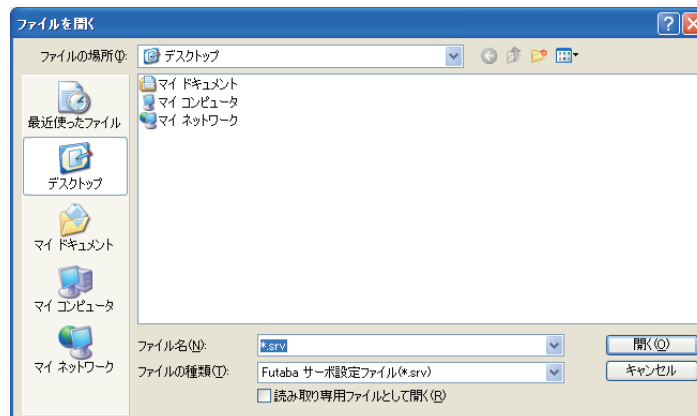 ファイルを開く
ファイルの場所(I):
デスクトップ
マイ ドキュメント
マイ コンピュータ
マイ ネットワーク
最近使ったファイル
デスクトップ
マイ ドキュメント
マイ コンピュータ
マイ ネットワーク
ファイル名(N):
*.srv
開く(O)
ファイルの種類(T):
Futaba サーボ設定ファイル(*.srv)
キャンセル
読み取り専用ファイルとして開く(R)